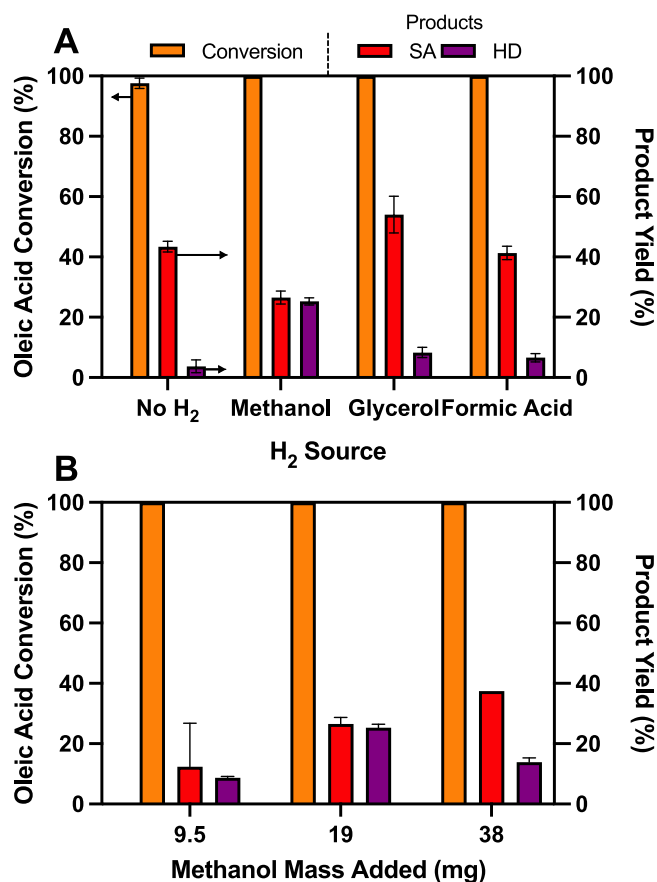 Products
A
Conversion
SA
HD
Oleic Acid Conversion (%)
100
80
60
40
20
0
100
80
60
40
20
0
Product Yield (%)
No H2 Methanol Glycerol Formic Acid
H2 Source
B
Oleic Acid Conversion (%)
100
80
60
40
20
0
100
80
60
40
20
0
Product Yield (%)
9.5 19 38
Methanol Mass Added (mg)